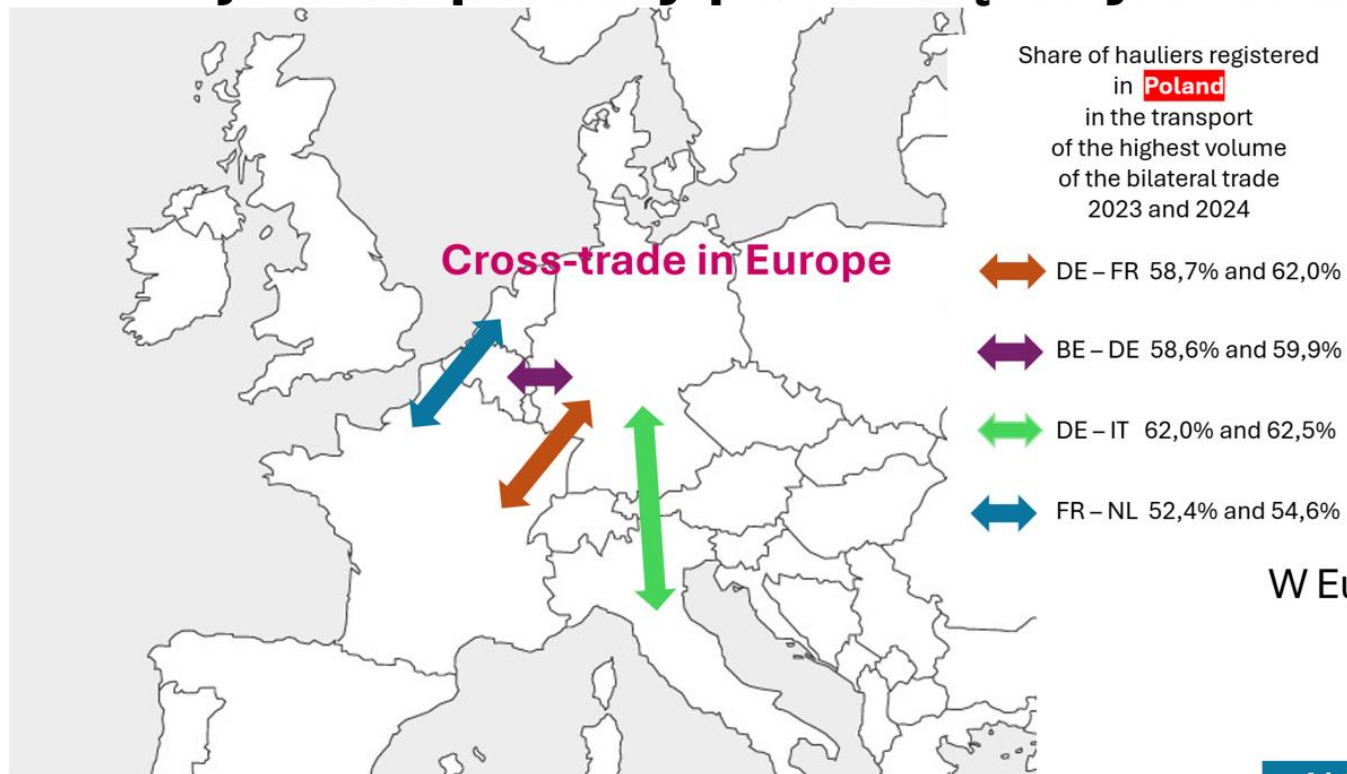 Share of hauliers registered
in Poland
in the transport
of the highest volume
of the bilateral trade
2023 and 2024
Cross-trade in Europe
DE – FR 58,7% and 62,0%
BE – DE 58,6% and 59,9%
DE – IT 62,0% and 62,5%
FR – NL 52,4% and 54,6%
W